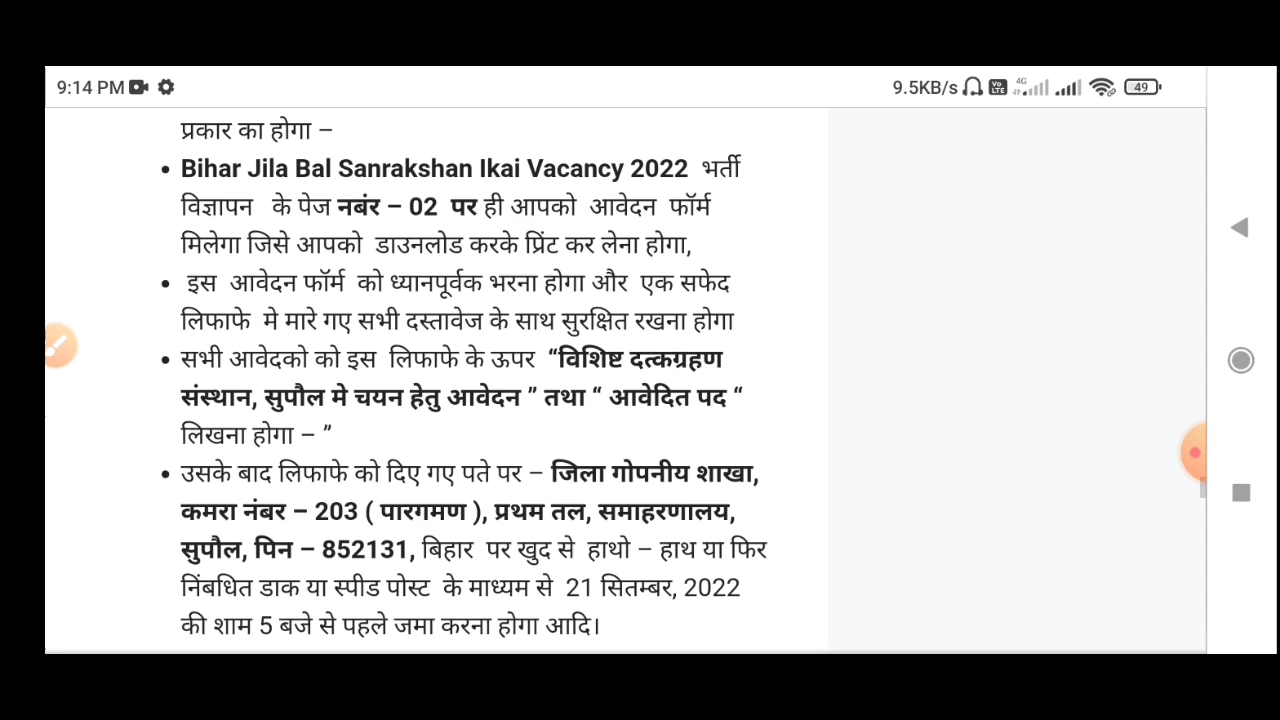 9:14 PM 9.5KB/s Vo LTE 4G 49
प्रकार का होगा –
• Bihar Jila Bal Sanrakshan Ikai Vacancy 2022 भर्ती
विज्ञापन के पेज नबंर – 02 पर ही आपको आवेदन फॉर्म
मिलेगा जिसे आपको डाउनलोड करके प्रिंट कर लेना होगा,
• इस आवेदन फॉर्म को ध्यानपूर्वक भरना होगा और एक सफेद
लिफाफे मे मारे गए सभी दस्तावेज के साथ सुरक्षित रखना होगा
• सभी आवेदको को इस लिफाफे के ऊपर “विशिष्ट दत्कग्रहण
संस्थान, सुपौल मे चयन हेतु आवेदन ” तथा “ आवेदित पद “
लिखना होगा – ”
• उसके बाद लिफाफे को दिए गए पते पर – जिला गोपनीय शाखा,
कमरा नंबर – 203 ( पारगमण ), प्रथम तल, समाहरणालय,
सुपौल, पिन – 852131, बिहार पर खुद से हाथो – हाथ या फिर
निंबधित डाक या स्पीड पोस्ट के माध्यम से 21 सितम्बर, 2022
की शाम 5 बजे से पहले जमा करना होगा आदि।